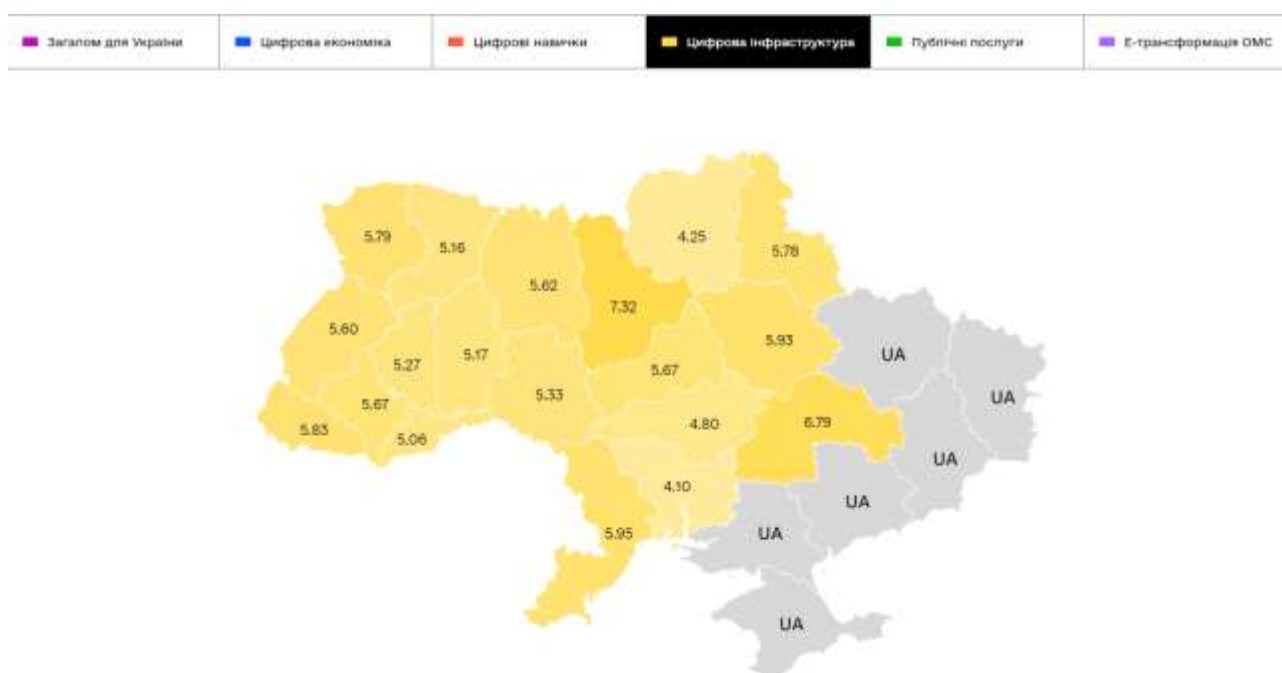 Загалом для України
Цифрова економіка
Цифрові навички
Цифрова інфраструктура
Публічні послуги
Е-трансформація ОМС
5.79
5.16
4.25
5.78
5.62
7.32
5.60
5.93
UA
5.27
5.17
5.67
UA
5.67
5.33
5.83
5.06
4.80
6.79
UA
4.10
UA
5.95
UA
UA